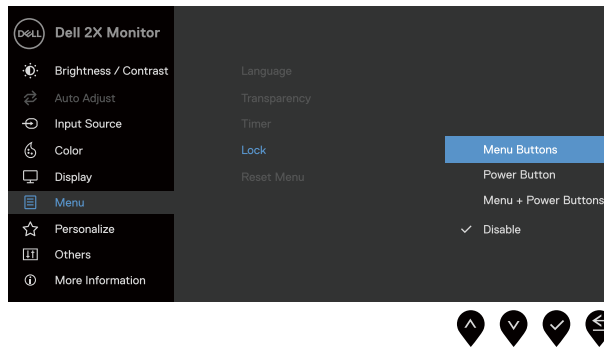 DELL Dell 2X Monitor
Brightness / Contrast
Auto Adjust
Input Source
Color
Display
Menu
Personalize
Others
More Information
Language
Transparency
Timer
Lock
Reset Menu
Menu Buttons
Power Button
Menu + Power Buttons
Disable